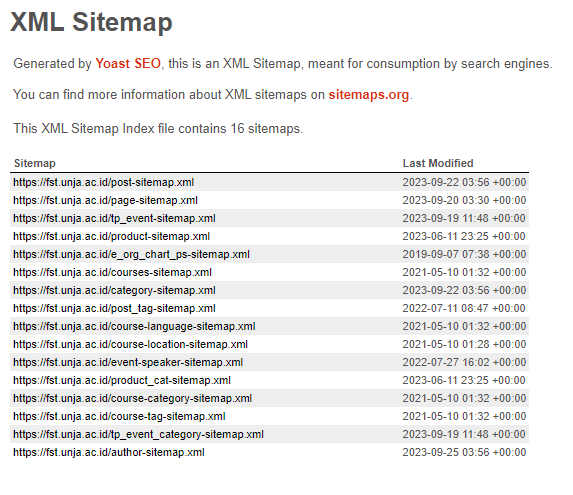 XML Sitemap
Generated by Yoast SEO, this is an XML Sitemap, meant for consumption by search engines.
You can find more information about XML sitemaps on sitemaps.org.
This XML Sitemap Index file contains 16 sitemaps.
Sitemap Last Modified
https://fst.unja.ac.id/post-sitemap.xml 2023-09-22 03:56 +00:00
https://fst.unja.ac.id/page-sitemap.xml 2023-09-20 03:30 +00:00
https://fst.unja.ac.id/tp_event-sitemap.xml 2023-09-19 11:48 +00:00
https://fst.unja.ac.id/product-sitemap.xml 2023-06-11 23:25 +00:00
https://fst.unja.ac.id/e_org_chart_ps-sitemap.xml 2019-09-07 07:38 +00:00
https://fst.unja.ac.id/courses-sitemap.xml 2021-05-10 01:32 +00:00
https://fst.unja.ac.id/category-sitemap.xml 2023-09-22 03:56 +00:00
https://fst.unja.ac.id/post_tag-sitemap.xml 2022-07-11 08:47 +00:00
https://fst.unja.ac.id/course-language-sitemap.xml 2021-05-10 01:32 +00:00
https://fst.unja.ac.id/course-location-sitemap.xml 2021-05-10 01:28 +00:00
https://fst.unja.ac.id/event-speaker-sitemap.xml 2022-07-27 16:02 +00:00
https://fst.unja.ac.id/product_cat-sitemap.xml 2023-06-11 23:25 +00:00
https://fst.unja.ac.id/course-category-sitemap.xml 2021-05-10 01:32 +00:00
https://fst.unja.ac.id/course-tag-sitemap.xml 2021-05-10 01:32 +00:00
https://fst.unja.ac.id/tp_event_category-sitemap.xml 2023-09-19 11:48 +00:00
https://fst.unja.ac.id/author-sitemap.xml 2023-09-25 03:56 +00:00